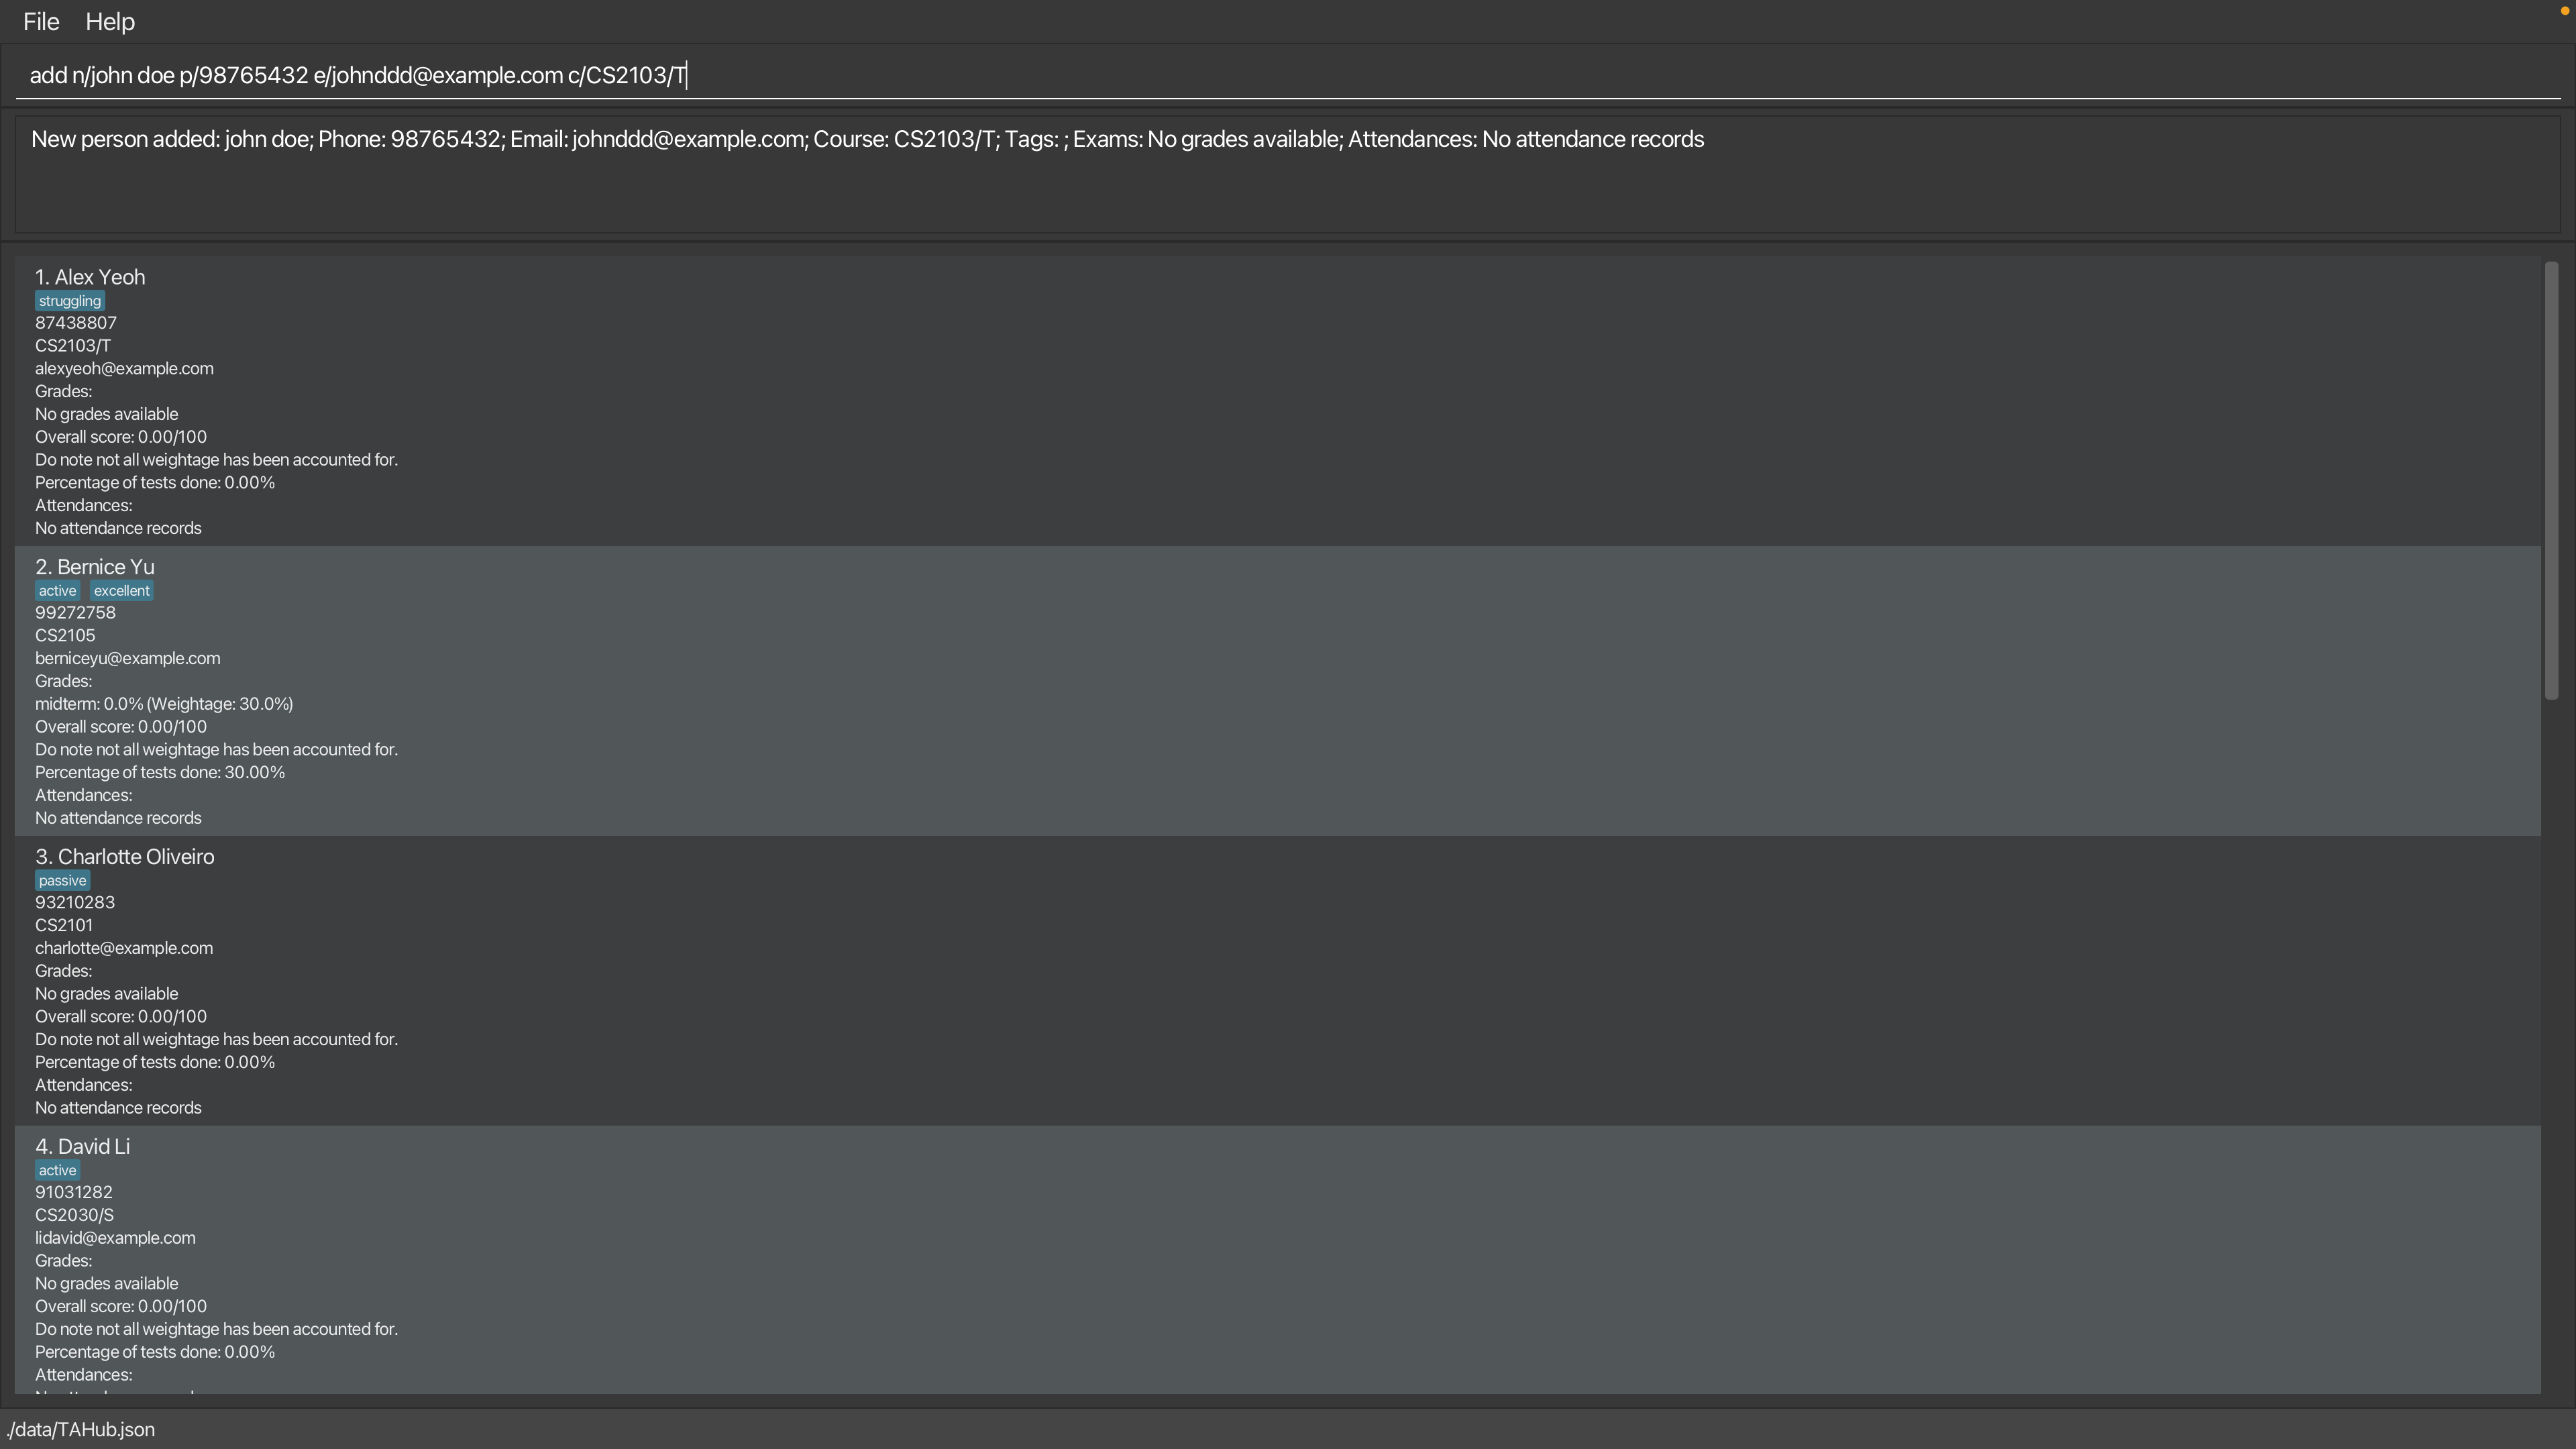 File Help
add n/john doe p/98765432 e/johnddd@example.com c/CS2103/T
New person added: john doe; Phone: 98765432; Email: johnddd@example.com; Course: CS2103/T; Tags: ; Exams: No grades available; Attendances: No attendance records
1. Alex Yeoh
struggling
87438807
CS2103/T
alexyeoh@example.com
Grades:
No grades available
Overall score: 0.00/100
Do note not all weightage has been accounted for.
Percentage of tests done: 0.00%
Attendances:
No attendance records
2. Bernice Yu
active excellent
99272758
CS2105
berniceyu@example.com
Grades:
midterm: 0.0% (Weightage: 30.0%)
Overall score: 0.00/100
Do note not all weightage has been accounted for.
Percentage of tests done: 30.00%
Attendances:
No attendance records
3. Charlotte Oliveiro
passive
93210283
CS2101
charlotte@example.com
Grades:
No grades available
Overall score: 0.00/100
Do note not all weightage has been accounted for.
Percentage of tests done: 0.00%
Attendances:
No attendance records
4. David Li
active
91031282
CS2030/S
lidavid@example.com
Grades:
No grades available
Overall score: 0.00/100
Do note not all weightage has been accounted for.
Percentage of tests done: 0.00%
Attendances:
./data/TAHub.json